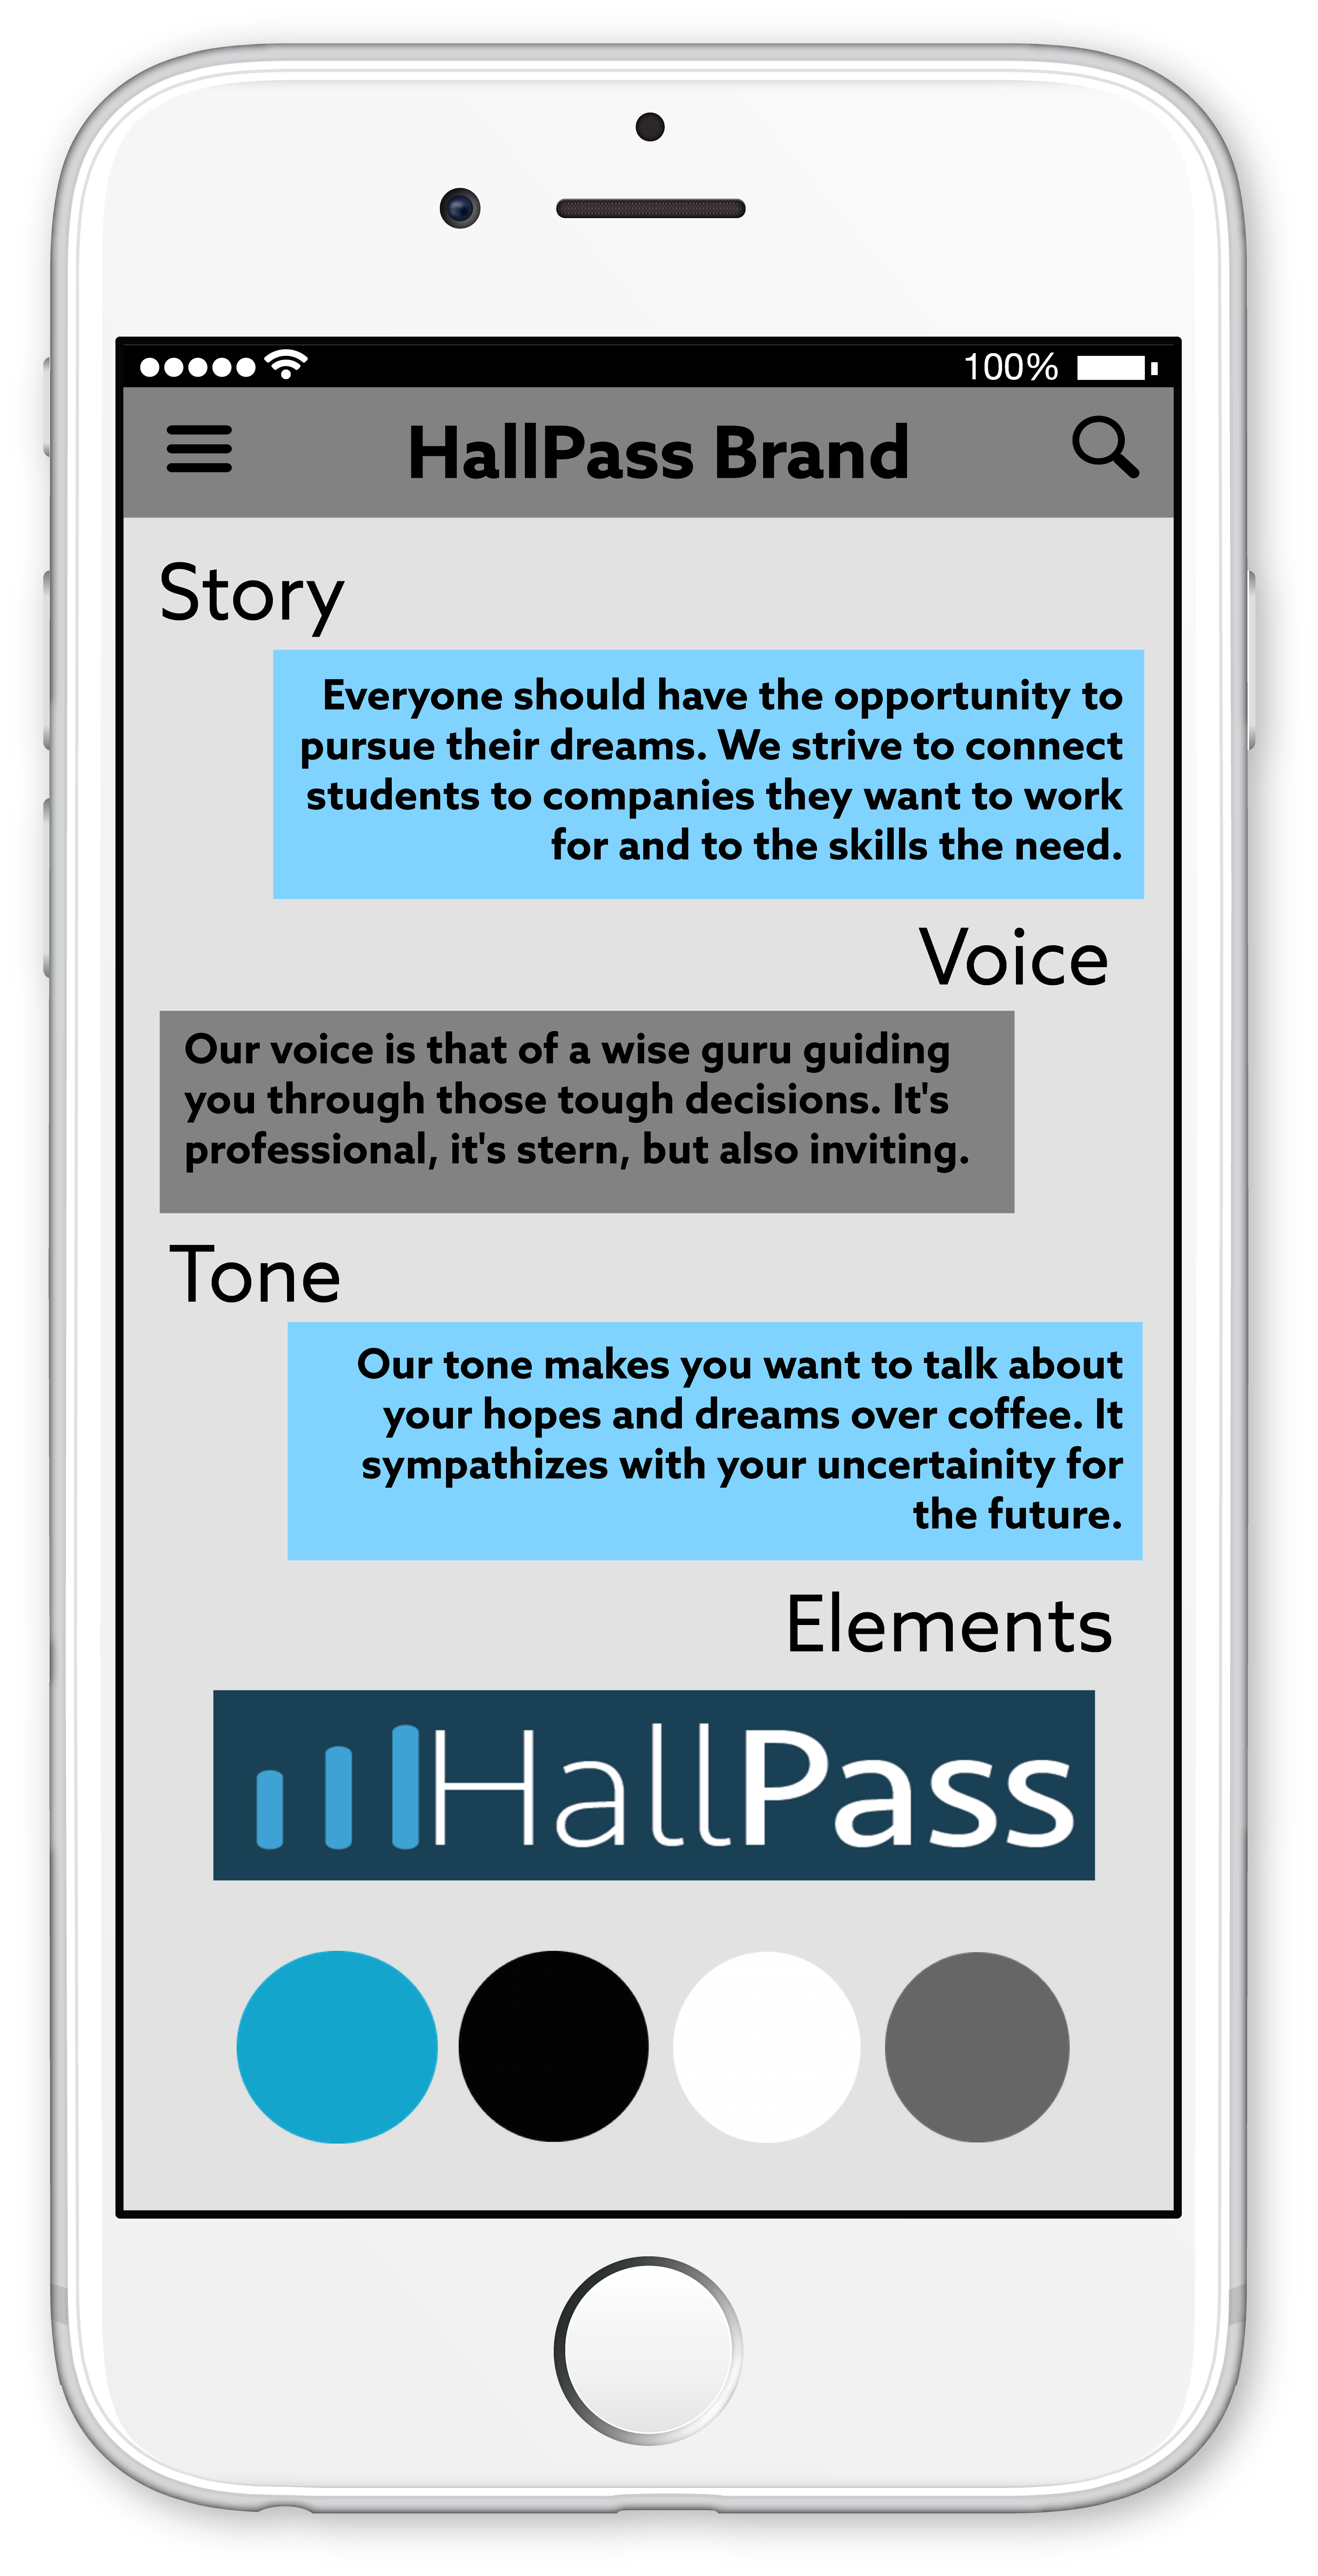 100%
HallPass Brand
Story
Everyone should have the opportunity to
pursue their dreams. We strive to connect
students to companies they want to work
for and to the skills the need.
Voice
Our voice is that of a wise guru guiding
you through those tough decisions. It's
professional, it's stern, but also inviting.
Tone
Our tone makes you want to talk about
your hopes and dreams over coffee. It
sympathizes with your uncertainity for
the future.
Elements
HallPass